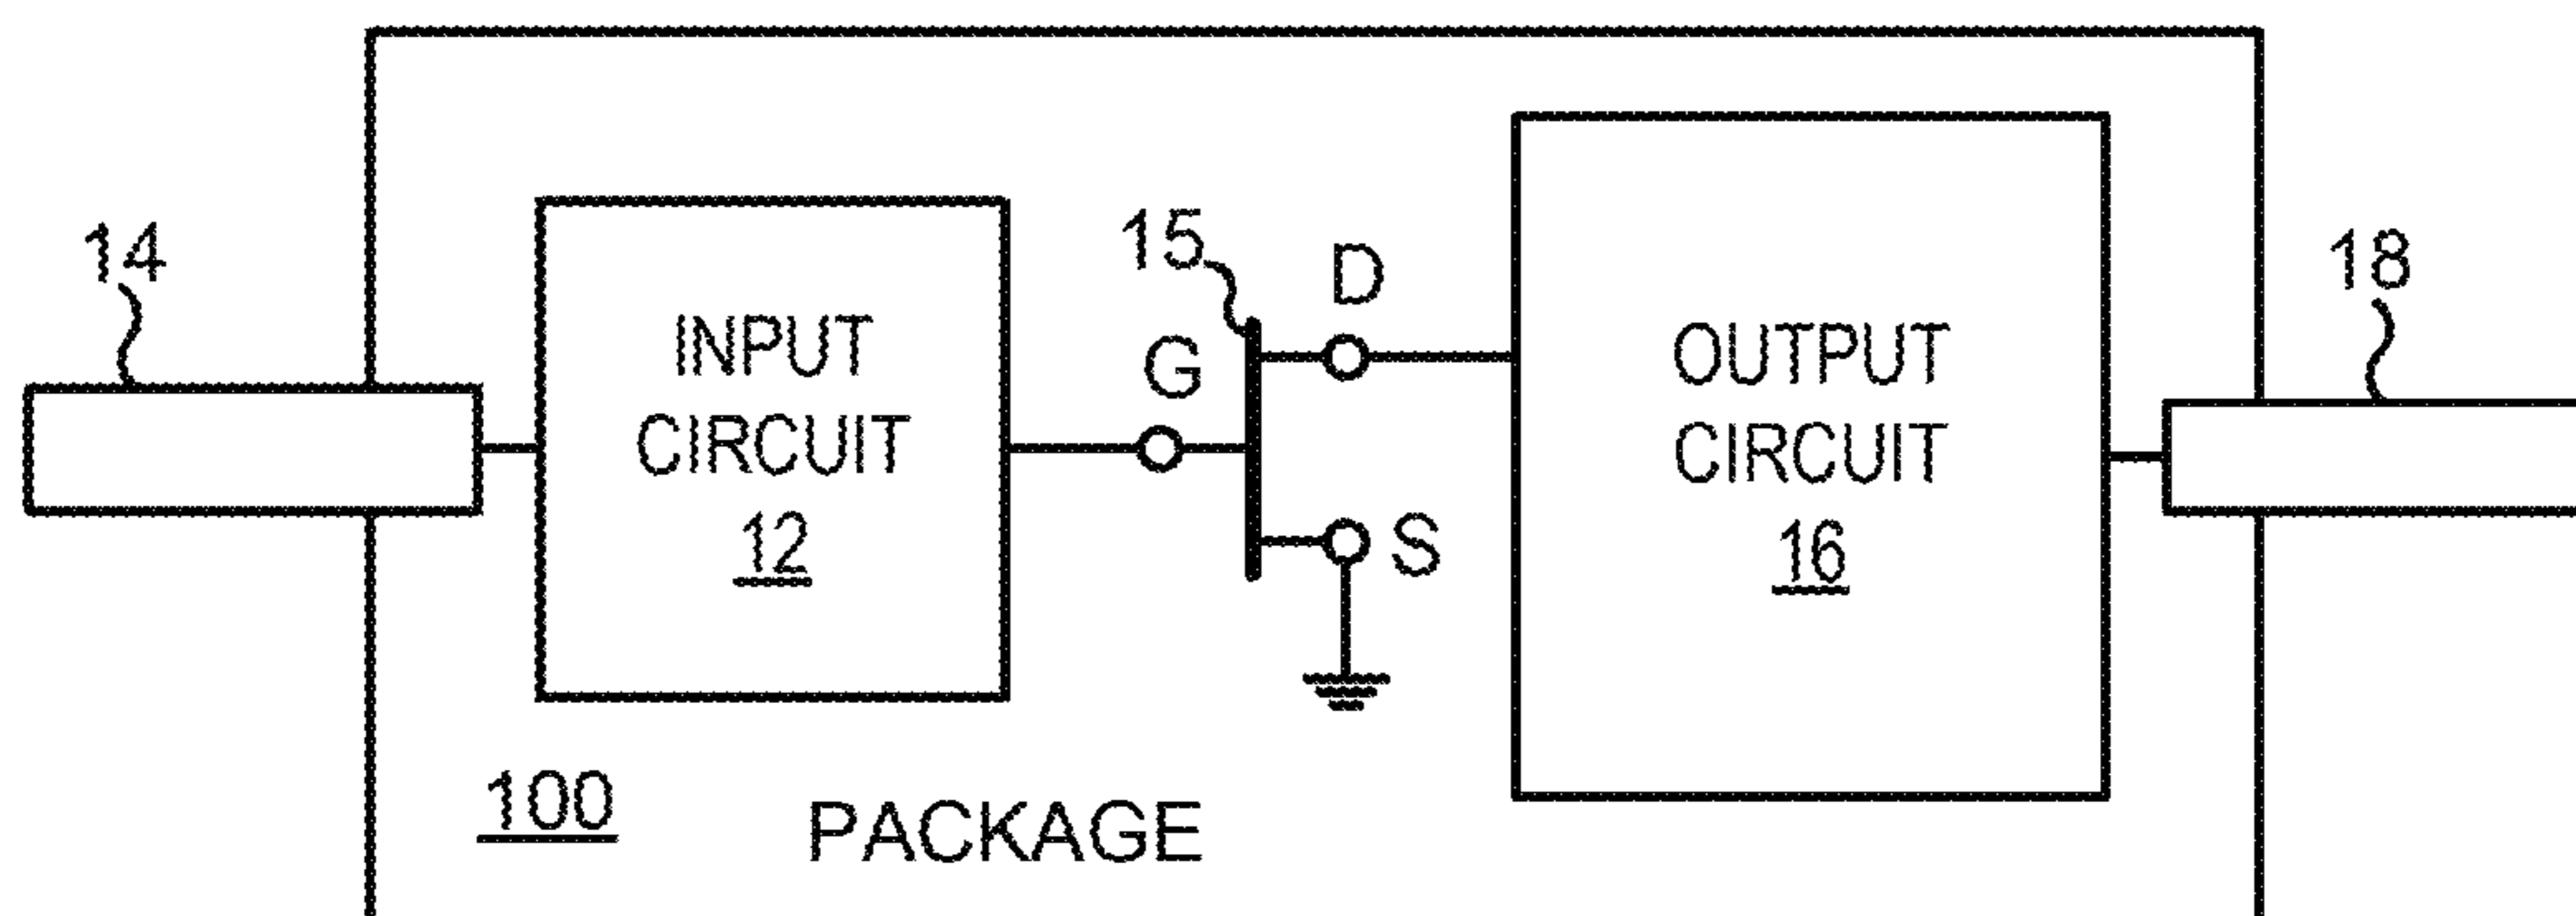 14
INPUT
CIRCUIT
12
15
D
G
S
OUTPUT
CIRCUIT
16
18
100
PACKAGE